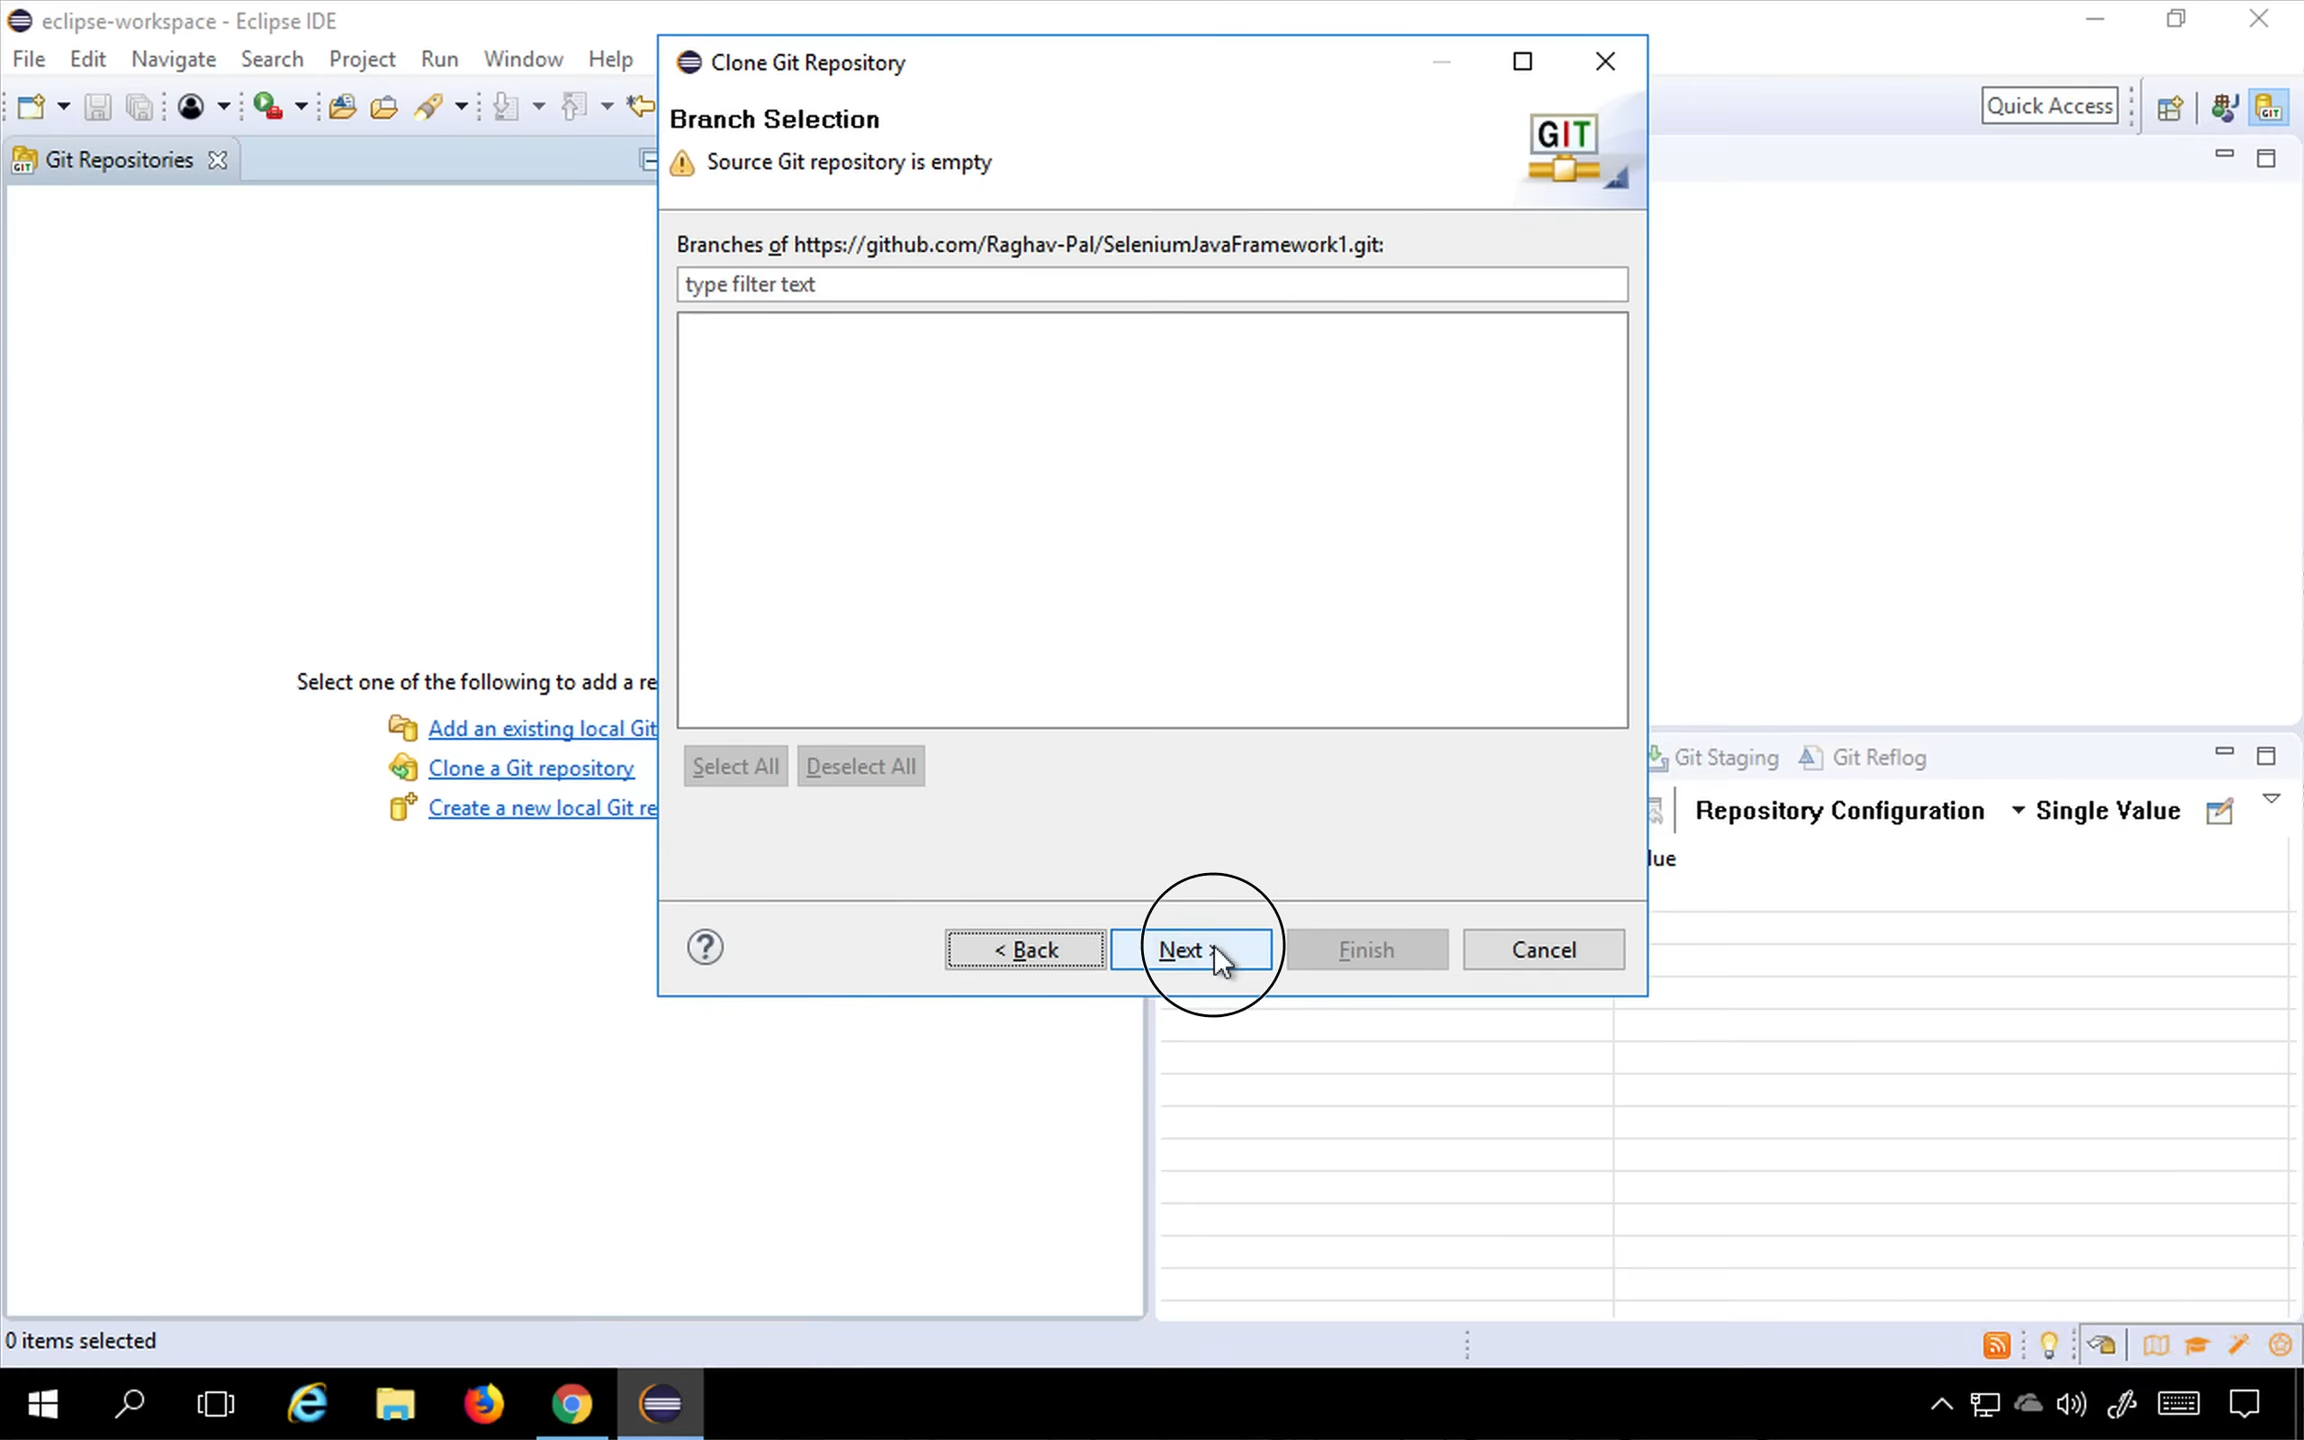 eclipse-workspace - Eclipse IDE
File Edit Navigate Search Project Run Window Help
Quick Access
GIT Git Repositories
Clone Git Repository
Branch Selection
Source Git repository is empty
GIT
Branches of https://github.com/Raghav-Pal/SeleniumJavaFramework1.git:
type filter text
Select All Deselect All
< Back Next > Finish Cancel
Select one of the following to add a re
Add an existing local Git
Clone a Git repository
Create a new local Git re
Git Staging Git Reflog
Repository Configuration Single Value
lue
0 items selected